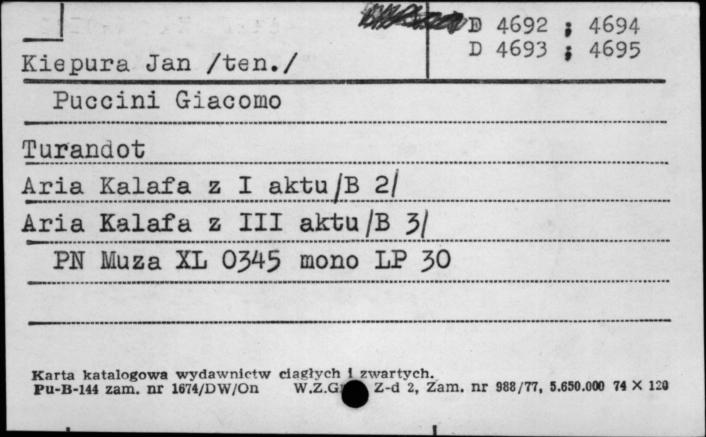 D 4692 ; 4694
D 4693 ; 4695
Kiepura Jan /ten./
Puccini Giacomo
Turandot
Aria Kalafa z I aktu/B 2/
Aria Kalafa z III aktu/B 3/
PN Muza XL 0345 mono LP 30
Karta katalogowa wydawnictw ciągłych i zwartych.
Pu-B-144 zam. nr 1674/DW/On W.Z.G Z-d 2, Zam. nr 988/77, 5.650.000 74 X 120